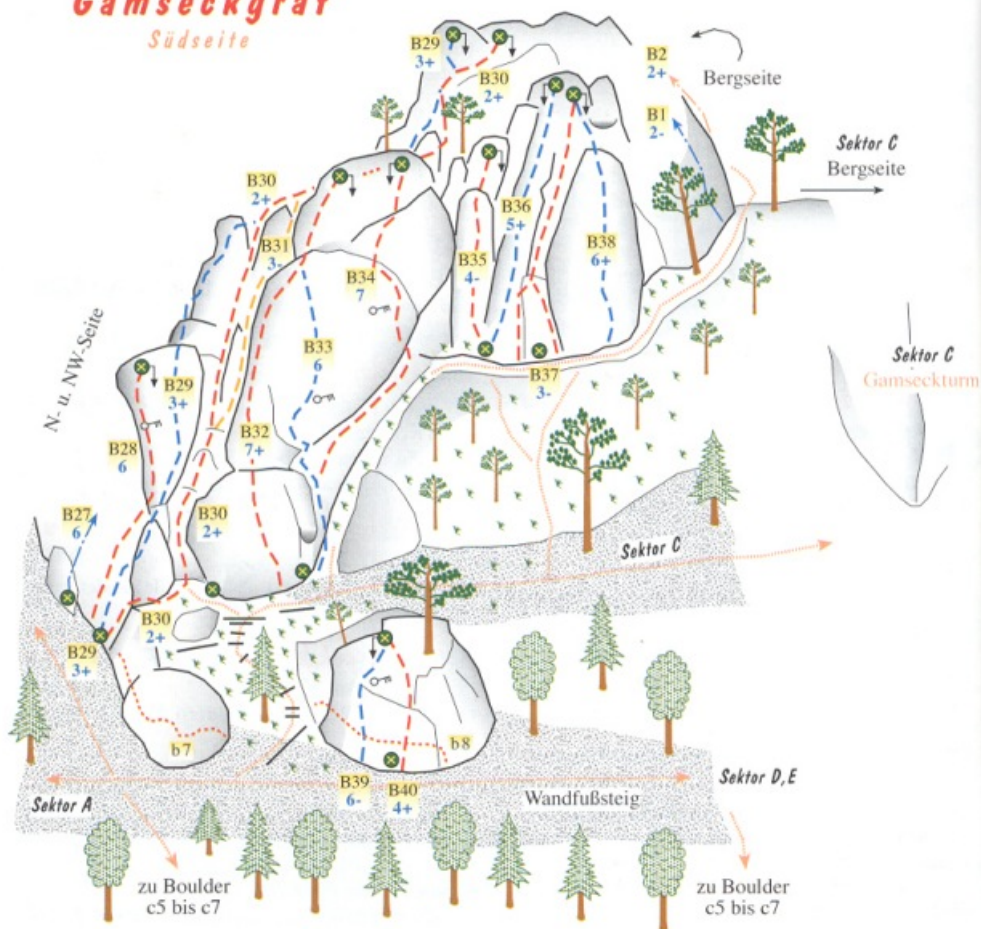 Gamseckgrat
Südseite
B29
3+
B30
2+
B2
2+
Bergseite
B1
2-
Sektor C
Bergseite
B30
2+
B31
3-
B36
5+
B35
4-
B38
6+
B34
7
N- u. NW-Seite
B33
6
B29
3+
B37
3-
Sektor C
Gamseckturm
B28
6
B32
7+
B27
6
B30
2+
Sektor C
B30
2+
B29
3+
b7
b8
B39
6-
B40
4+
Sektor A
Wandfußsteig
Sektor D,E
zu Boulder
c5 bis c7
zu Boulder
c5 bis c7